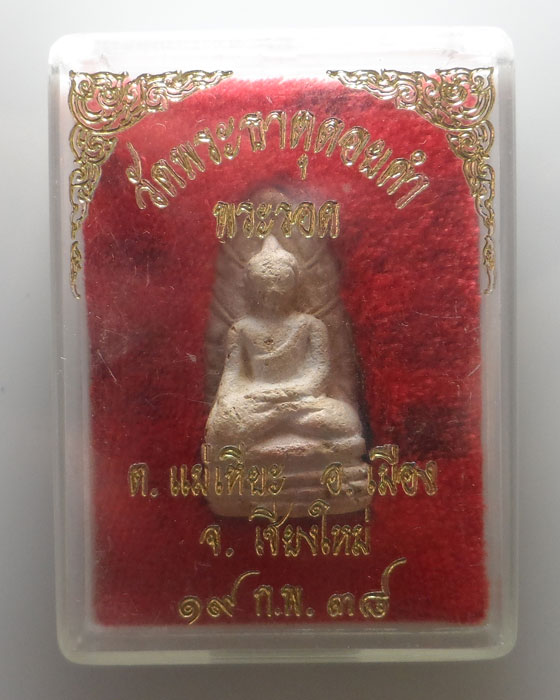 วัดพระธาตุดอยคำ
พระรอด
ต. แม่เหียะ อ. เมือง
จ. เชียงใหม่
๑๙ ก.พ. ๓๘